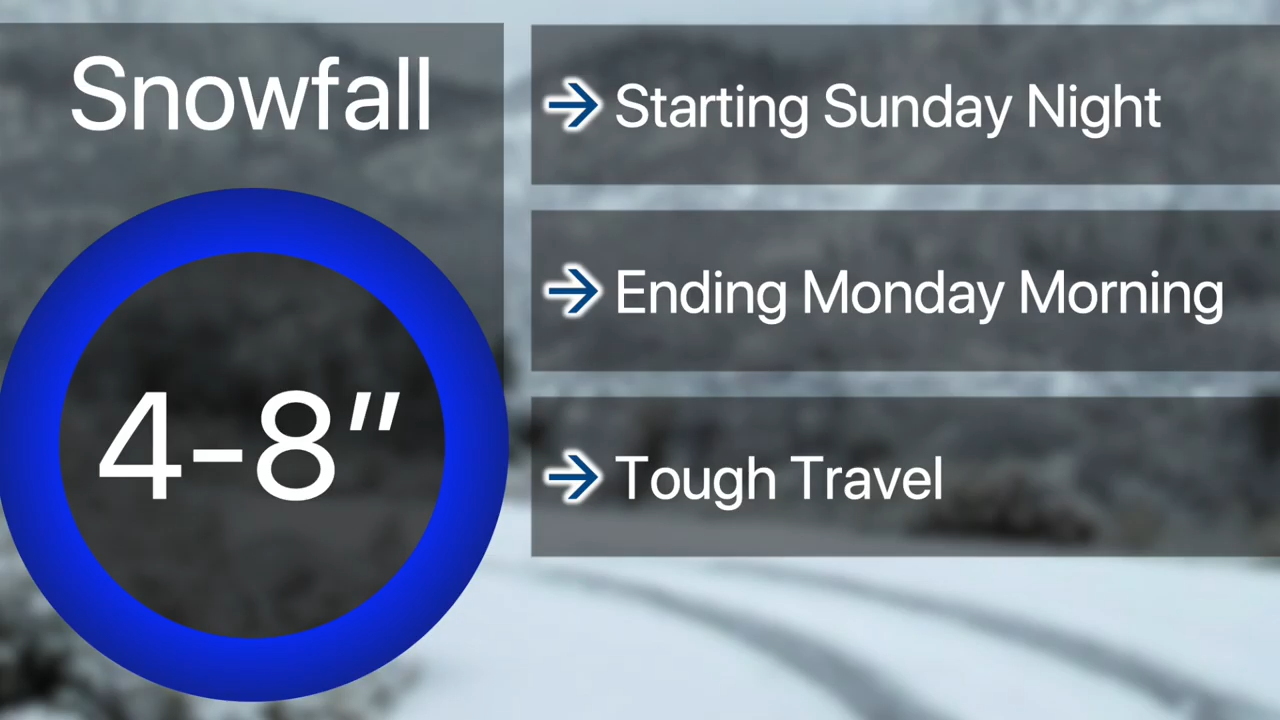 Snowfall
4-8"
Starting Sunday Night
Ending Monday Morning
Tough Travel